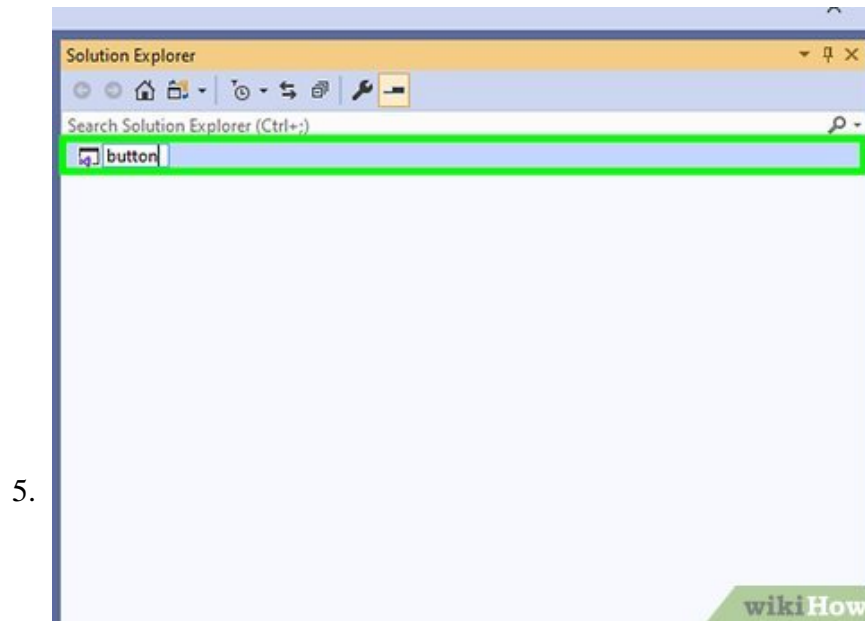 Solution Explorer
Search Solution Explorer (Ctrl+;)
button
5.
wikiHow